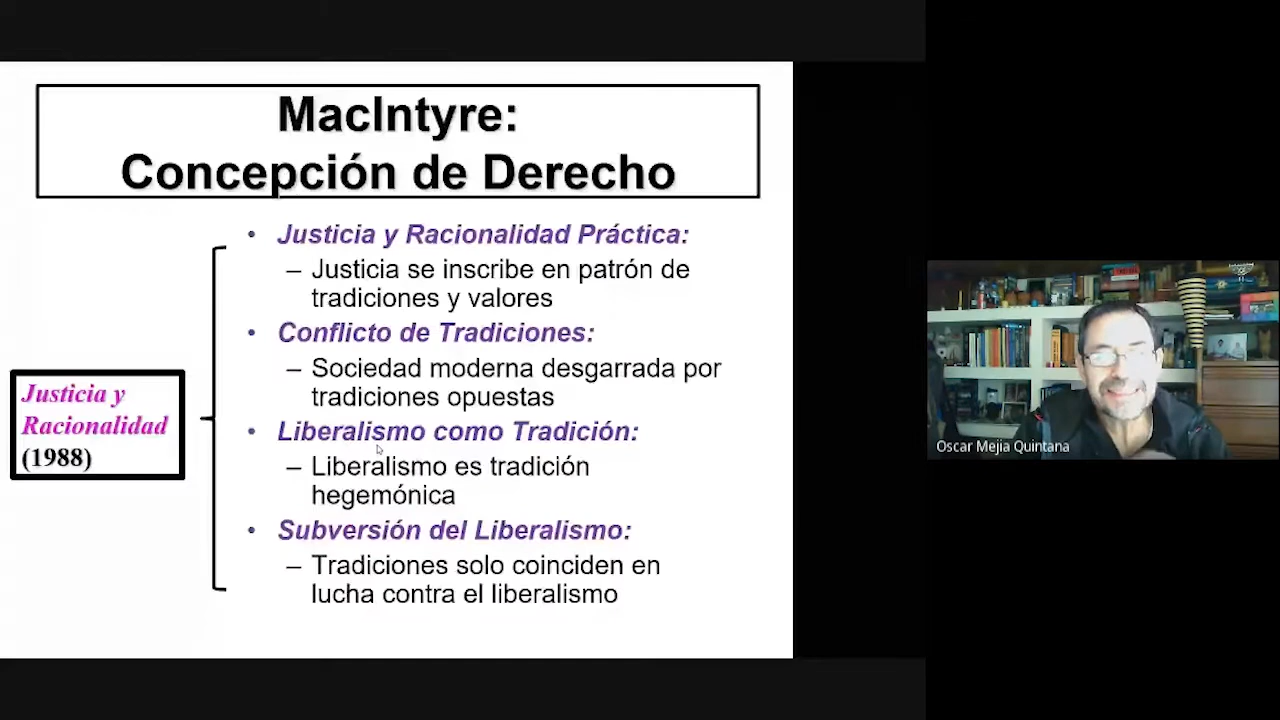 MacIntyre:
Concepción de Derecho
Justicia y
Racionalidad
(1988)
• Justicia y Racionalidad Práctica:
– Justicia se inscribe en patrón de
tradiciones y valores
• Conflicto de Tradiciones:
– Sociedad moderna desgarrada por
tradiciones opuestas
• Liberalismo como Tradición:
– Liberalismo es tradición
hegemónica
• Subversión del Liberalismo:
– Tradiciones solo coinciden en
lucha contra el liberalismo
Oscar Mejia Quintana